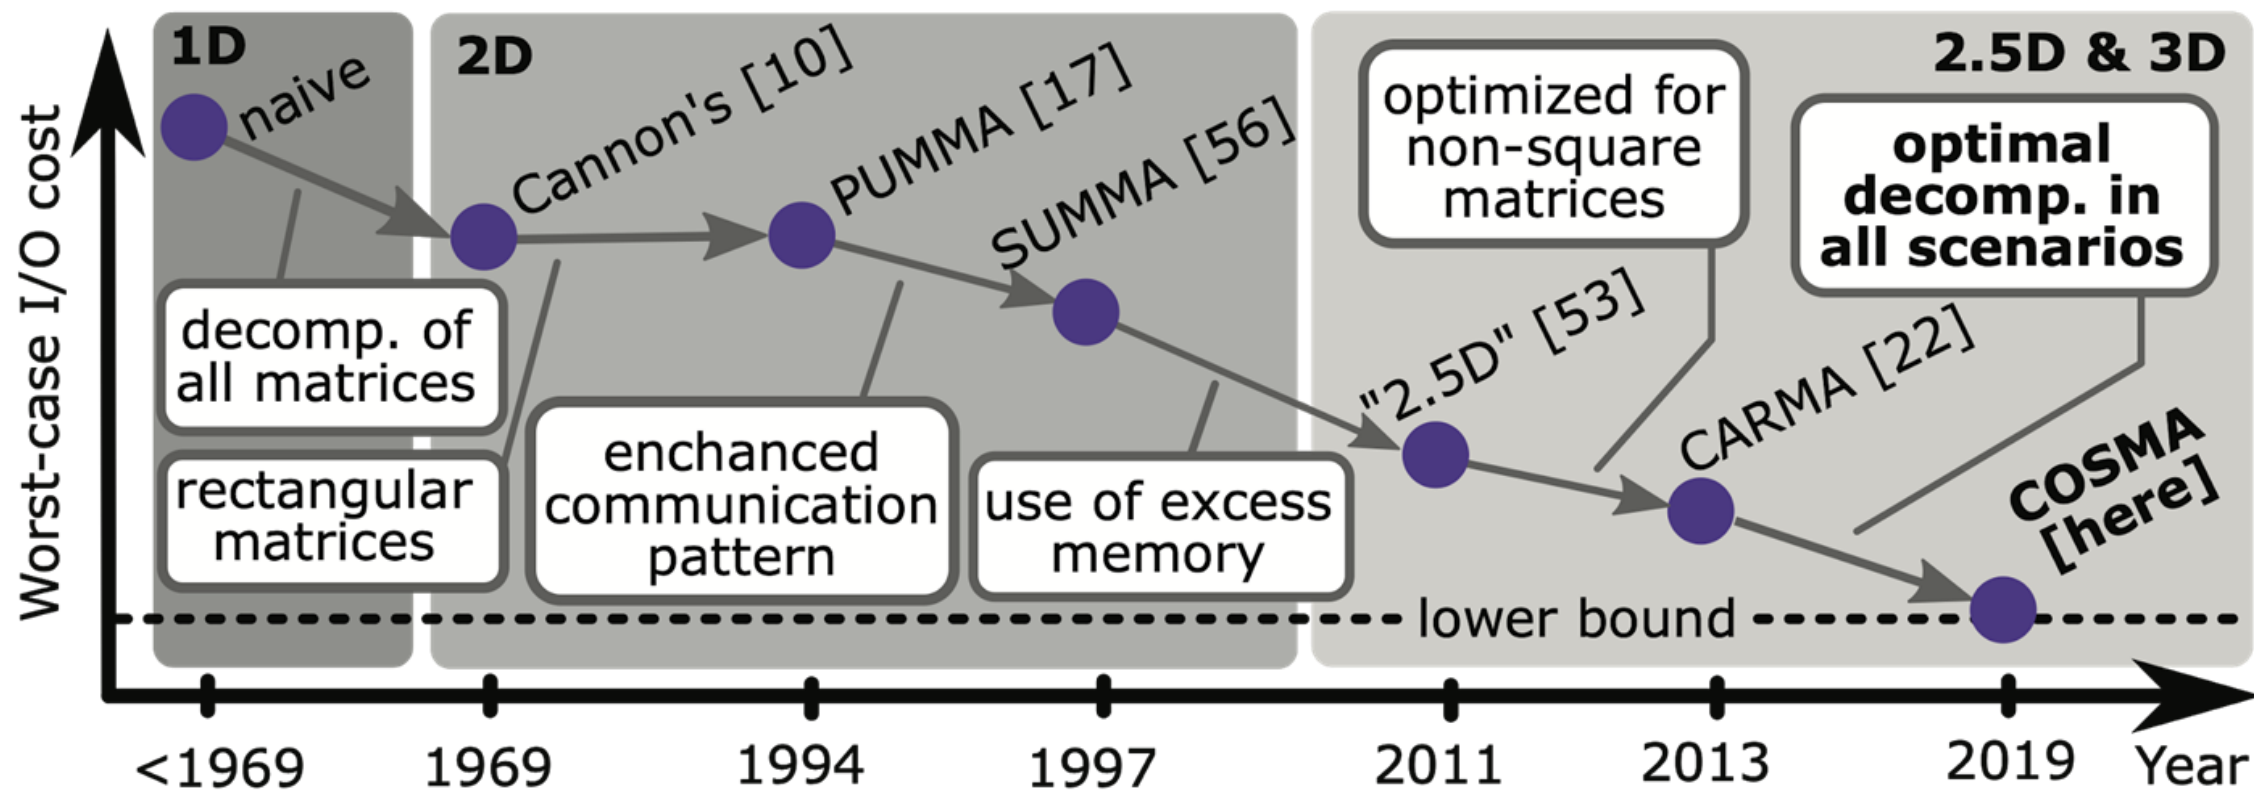 1D
naive
2D
Cannon's [10]
PUMMA [17]
SUMMA [56]
2.5D & 3D
optimized for
non-square
matrices
optimal
decomp. in
all scenarios
"2.5D" [53]
CARMA [22]
COSMA
[here]
decomp. of
all matrices
rectangular
matrices
enchanced
communication
pattern
use of excess
memory
lower bound
Worst-case I/O cost
<1969
1969
1994
1997
2011
2013
2019
Year